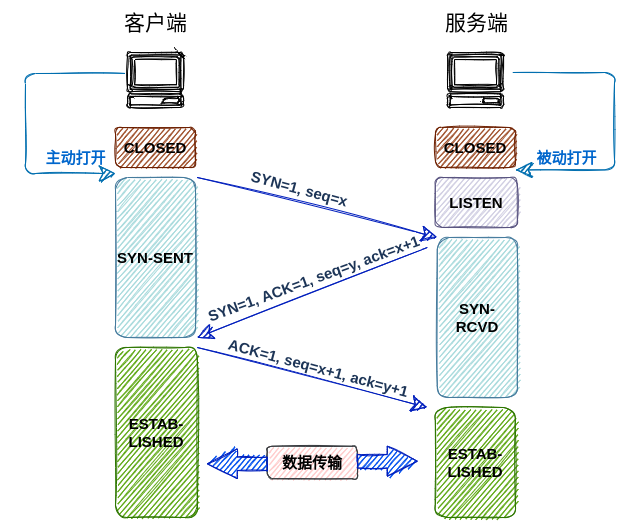 客户端
服务端
主动打开
CLOSED
CLOSED
被动打开
SYN=1, seq=x
LISTEN
SYN-SENT
SYN=1, ACK=1, seq=y, ack=x+1
SYN-
RCVD
ACK=1, seq=x+1, ack=y+1
ESTAB-
LISHED
数据传输
ESTAB-
LISHED